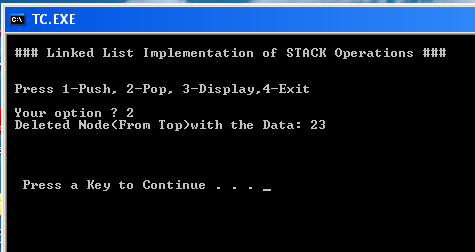 TC.EXE
### Linked List Implementation of STACK Operations ###
Press 1-Push, 2-Pop, 3-Display,4-Exit
Your option ? 2
Deleted Node(From Top)with the Data: 23
Press a Key to Continue . . . _